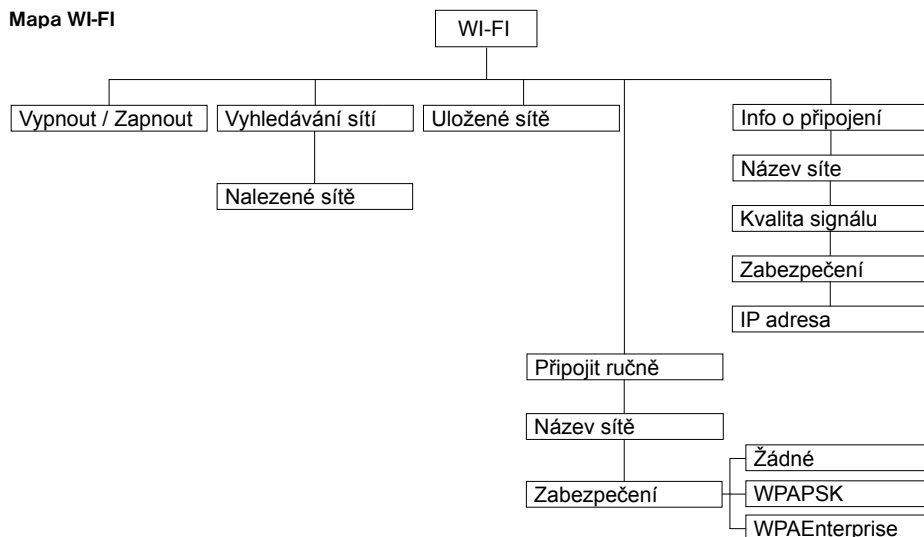 Mapa WI-FI
WI-FI
Vypnout / Zapnout
Vyhledávání sítí
Uložené sítě
Info o připojení
Název síte
Nalezené sítě
Kvalita signálu
Zabezpečení
IP adresa
Připojit ručně
Název sítě
Zabezpečení
Žádné
WPAPSK
WPAEnterprise